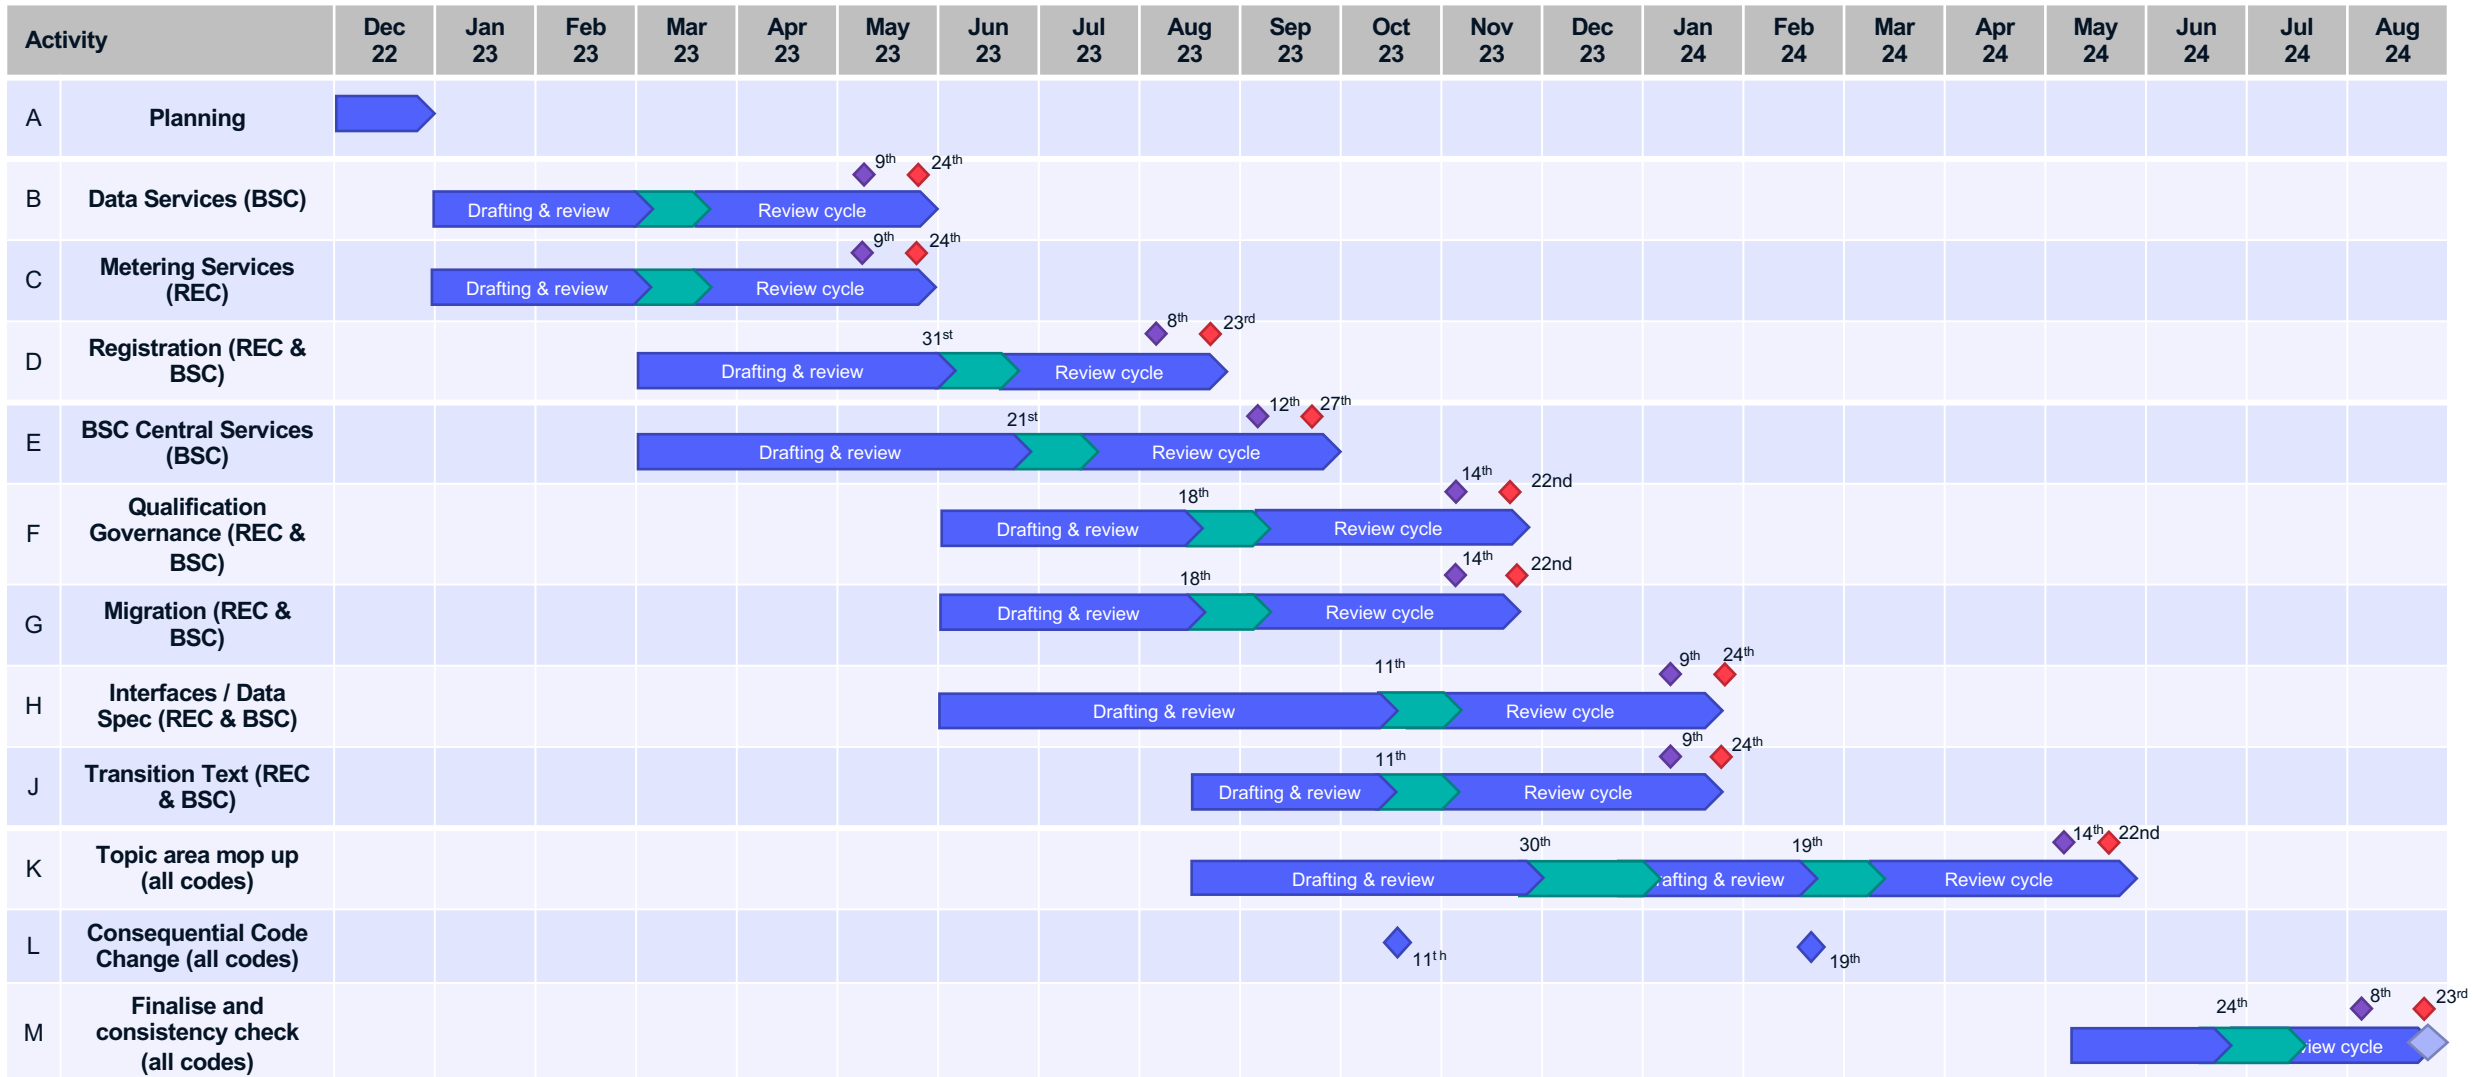 Activity
Dec 22
Jan 23
Feb 23
Mar 23
Apr 23
May 23
Jun 23
Jul 23
Aug 23
Sep 23
Oct 23
Nov 23
Dec 23
Jan 24
Feb 24
Mar 24
Apr 24
May 24
Jun 24
Jul 24
Aug 24
A
Planning
9th
24th
B
Data Services (BSC)
Drafting & review
Review cycle
9th
24th
C
Metering Services
(REC)
Drafting & review
Review cycle
8th
23rd
31st
D
Registration (REC &
BSC)
Drafting & review
Review cycle
12th
27th
21st
E
BSC Central Services
(BSC)
Drafting & review
Review cycle
14th
22nd
18th
F
Qualification
Governance (REC &
BSC)
Drafting & review
Review cycle
14th
22nd
18th
G
Migration (REC &
BSC)
Drafting & review
Review cycle
9th
24th
11th
H
Interfaces / Data
Spec (REC & BSC)
Drafting & review
Review cycle
9th
24th
11th
J
Transition Text (REC
& BSC)
Drafting & review
Review cycle
14th
22nd
30th
19th
K
Topic area mop up
(all codes)
Drafting & review
rafting & review
Review cycle
L
Consequential Code
Change (all codes)
11th
19th
8th
23rd
24th
M
Finalise and
consistency check
(all codes)
view cycle